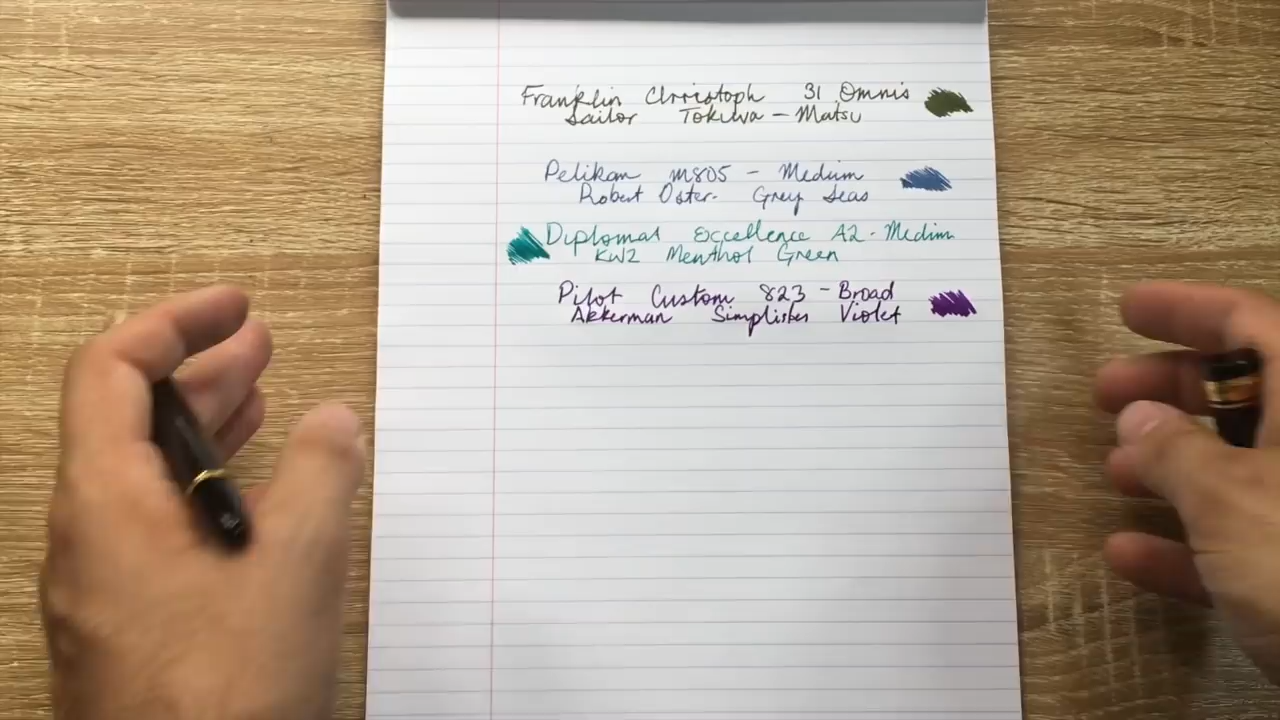 Franklin Christoph 31 Omnis
Sailor Tokiwa - Matsu
Pelikan m805 - Medium
Robert Oster. Grey Seas
Diplomat Excellence A2 - Medium
KWZ Menthol Green
Pilot Custom 823 - Broad
Akkerman Simplistes Violet